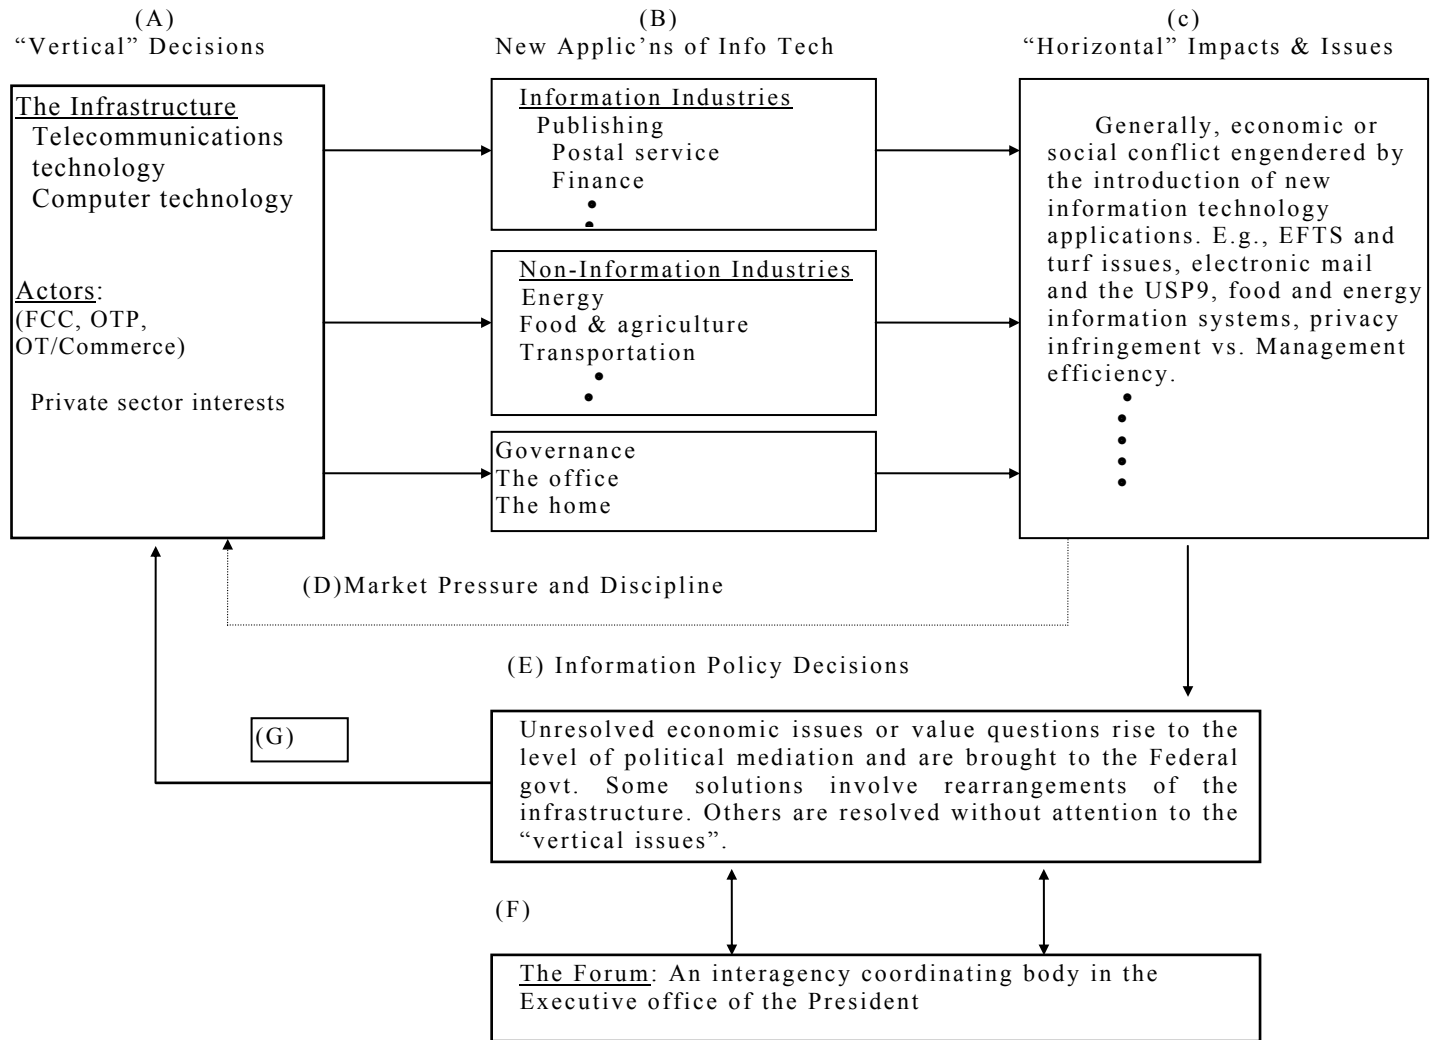 (A)
“Vertical” Decisions
(B)
New Applic’ns of Info Tech
(c)
“Horizontal” Impacts & Issues
The Infrastructure
Telecommunications
technology
Computer technology
Actors:
(FCC, OTP,
OT/Commerce)
Private sector interests
Information Industries
Publishing
Postal service
Finance
•
•
Non-Information Industries
Energy
Food & agriculture
Transportation
•
•
Governance
The office
The home
Generally, economic or
social conflict engendered by
the introduction of new
information technology
applications. E.g., EFTS and
turf issues, electronic mail
and the USP9, food and energy
information systems, privacy
infringement vs. Management
efficiency.
•
•
•
•
•
(D)Market Pressure and Discipline
(E) Information Policy Decisions
(G)
Unresolved economic issues or value questions rise to the
level of political mediation and are brought to the Federal
govt. Some solutions involve rearrangements of the
infrastructure. Others are resolved without attention to the
“vertical issues”.
(F)
The Forum: An interagency coordinating body in the
Executive office of the President